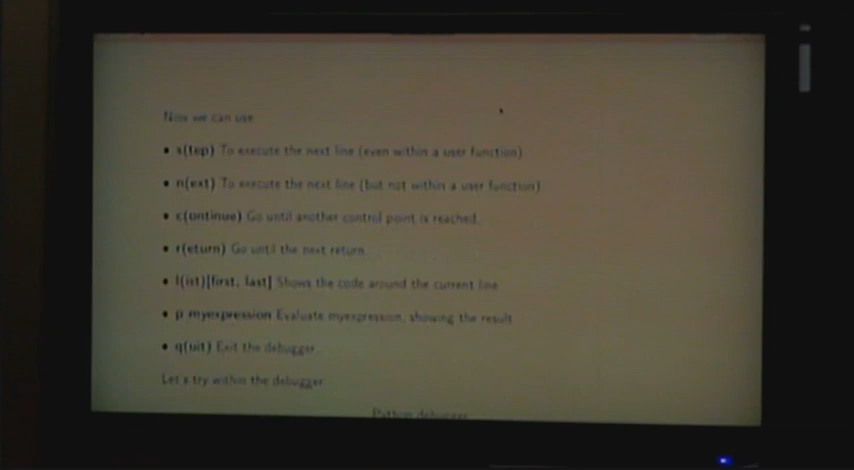 Now we can use
• s(tep) To execute the next line (even within a user function)
• n(ext) To execute the next line (but not within a user function)
• c(ontinue) Go until another control point is reached.
• r(eturn) Go until the next return
• l(ist)[first, last] Shows the code around the current line
• p myexpression Evaluate myexpression, showing the result
• q(uit) Exit the debugger.
Let s try within the debugger
Python debugger